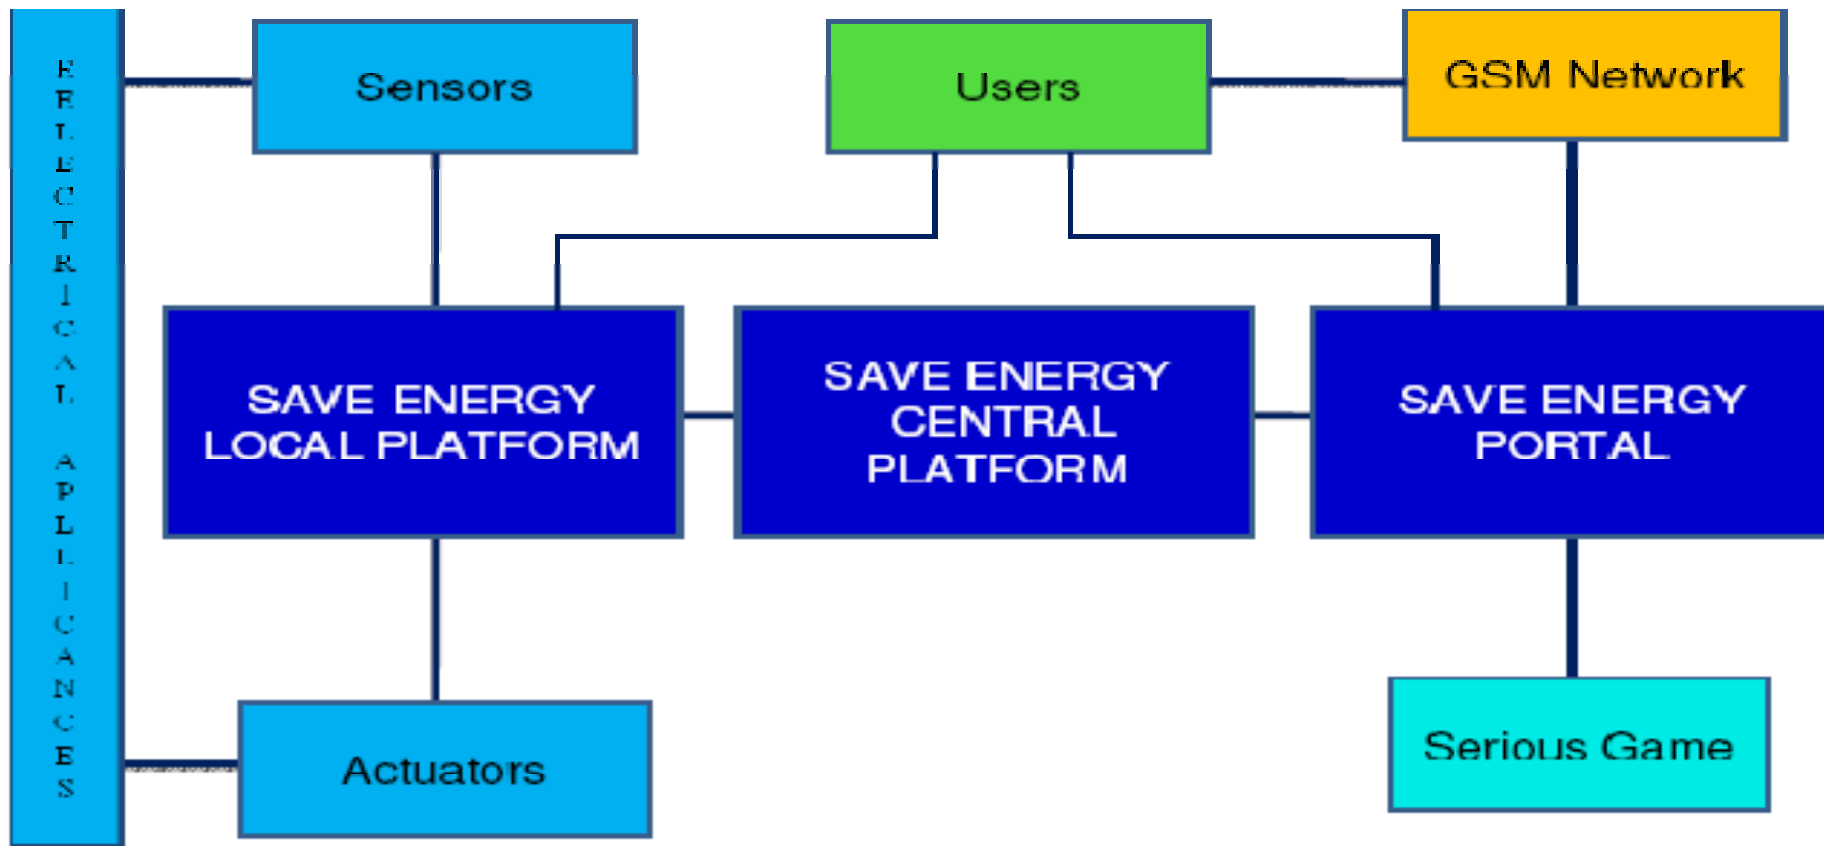 EELECTRICAL APLLICANCES
Sensors
Users
GSM Network
SAVE ENERGY
LOCAL PLATFORM
SAVE ENERGY
CENTRAL
PLATFORM
SAVE ENERGY
PORTAL
Actuators
Serious Game